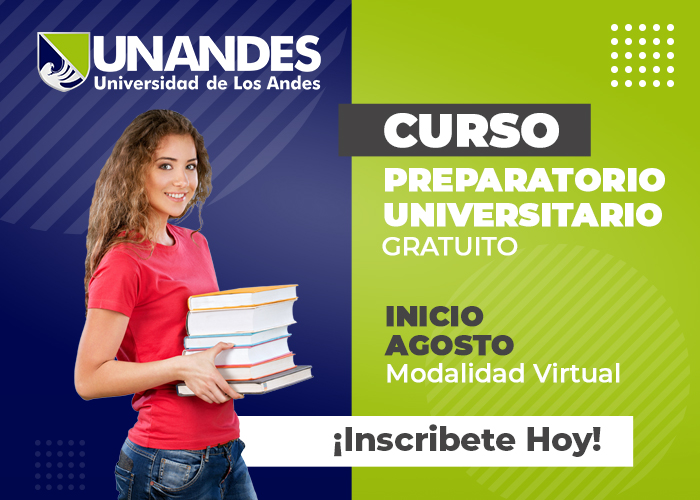 UNANDES
Universidad de Los Andes
CURSO
PREPARATORIO
UNIVERSITARIO
GRATUITO
INICIO
AGOSTO
Modalidad Virtual
¡Inscribete Hoy!